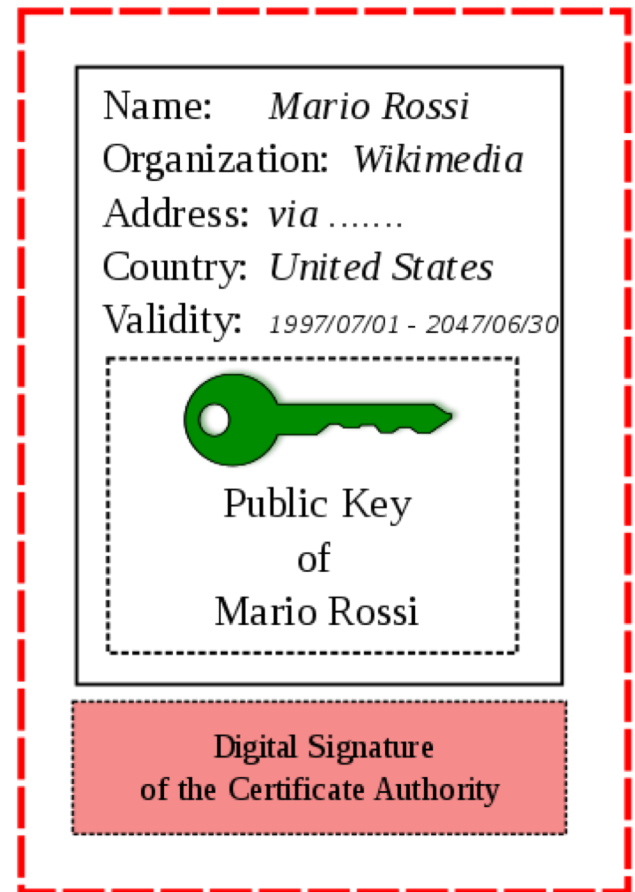 Name: Mario Rossi
Organization: Wikimedia
Address: via .......
Country: United States
Validity: 1997/07/01 - 2047/06/30
Public Key
of
Mario Rossi
Digital Signature
of the Certificate Authority